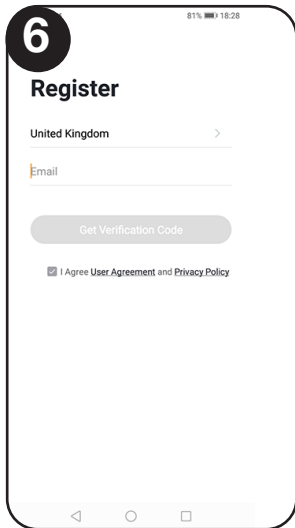 6
81% 18:28
Register
United Kingdom
Email
Get Verification Code
I Agree User Agreement and Privacy Policy